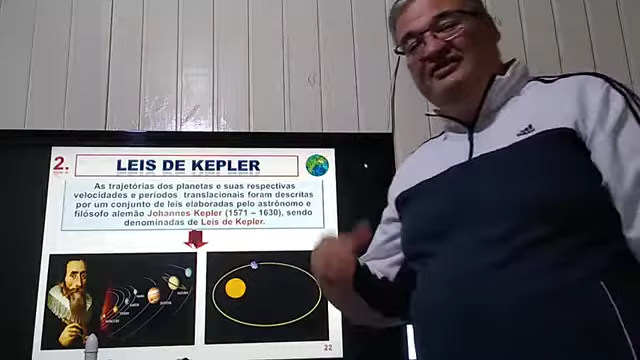 2.
LEIS DE KEPLER
As trajetórias dos planetas e suas respectivas
velocidades e períodos translacionais foram descritas
por um conjunto de leis elaboradas pelo astrônomo e
filósofo alemão Johannes Kepler (1571 – 1630), sendo
denominadas de Leis de Kepler.
22